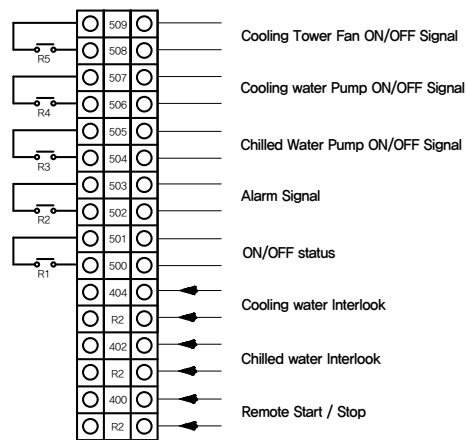 509
Cooling Tower Fan ON/OFF Signal
R5
508
507
Cooling water Pump ON/OFF Signal
R4
506
505
Chilled Water Pump ON/OFF Signal
R3
504
503
Alarm Signal
R2
502
501
ON/OFF status
R1
500
404
Cooling water Interlook
R2
402
Chilled water Interlook
R2
400
Remote Start / Stop
R2